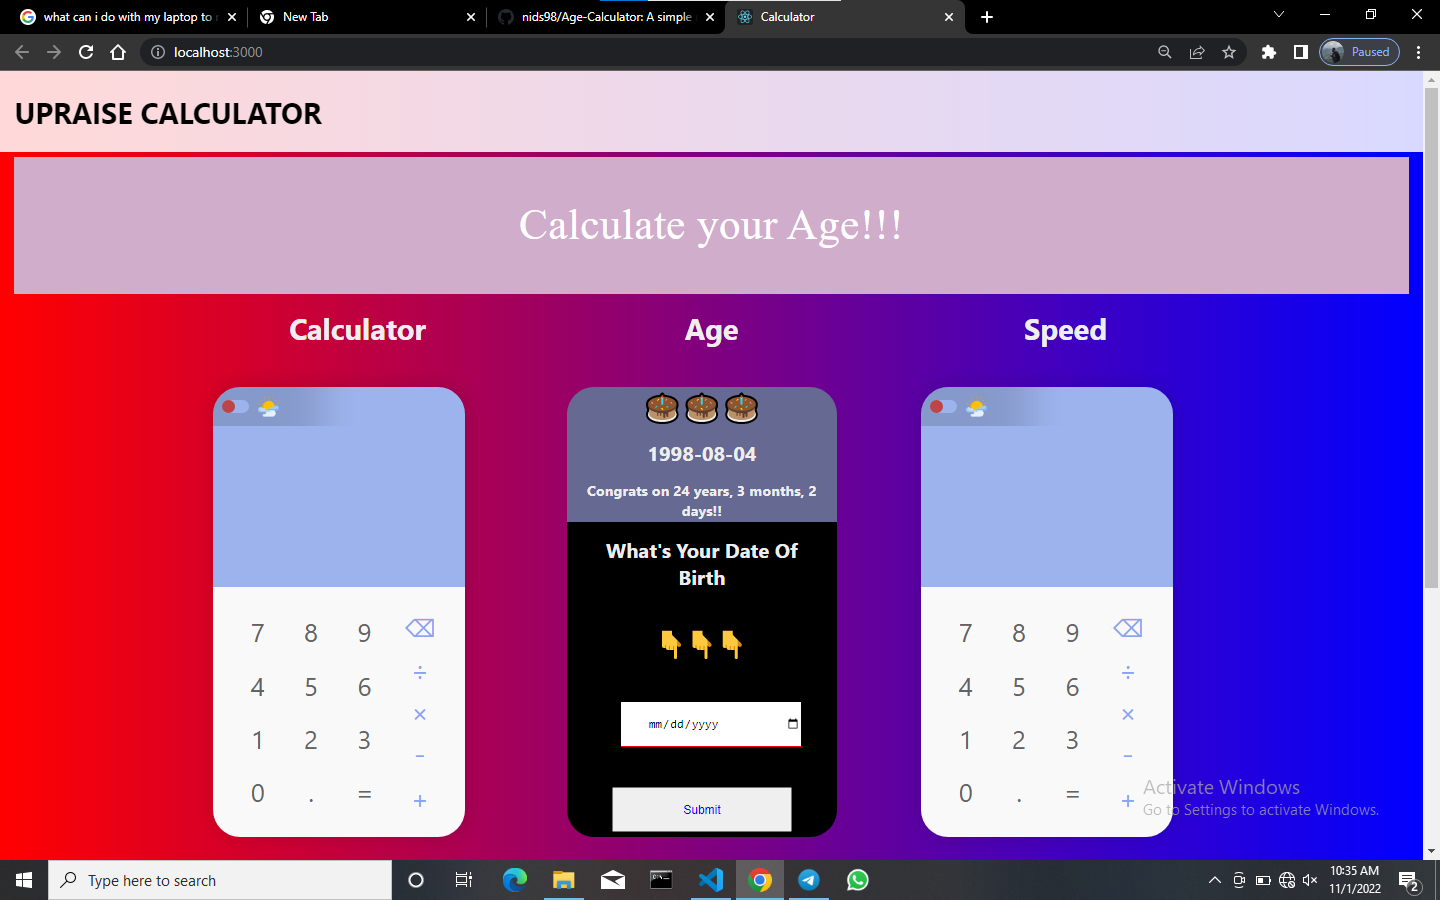 what can i do with my laptop to
New Tab
nids98/Age-Calculator: A simple
Calculator
localhost:3000
Paused
UPRAISE CALCULATOR
Calculate your Age!!!
Calculator
Age
Speed
1998-08-04
Congrats on 24 years, 3 months, 2
days!!
What's Your Date Of
Birth
mm/dd/yyyy
Submit
7 8 9 ⌫
÷
4 5 6
×
1 2 3
-
0 . = +
7 8 9 ⌫
÷
4 5 6
×
1 2 3
-
0 . = +
Activate Windows
Go to Settings to activate Windows.
Type here to search
10:35 AM
11/1/2022
2